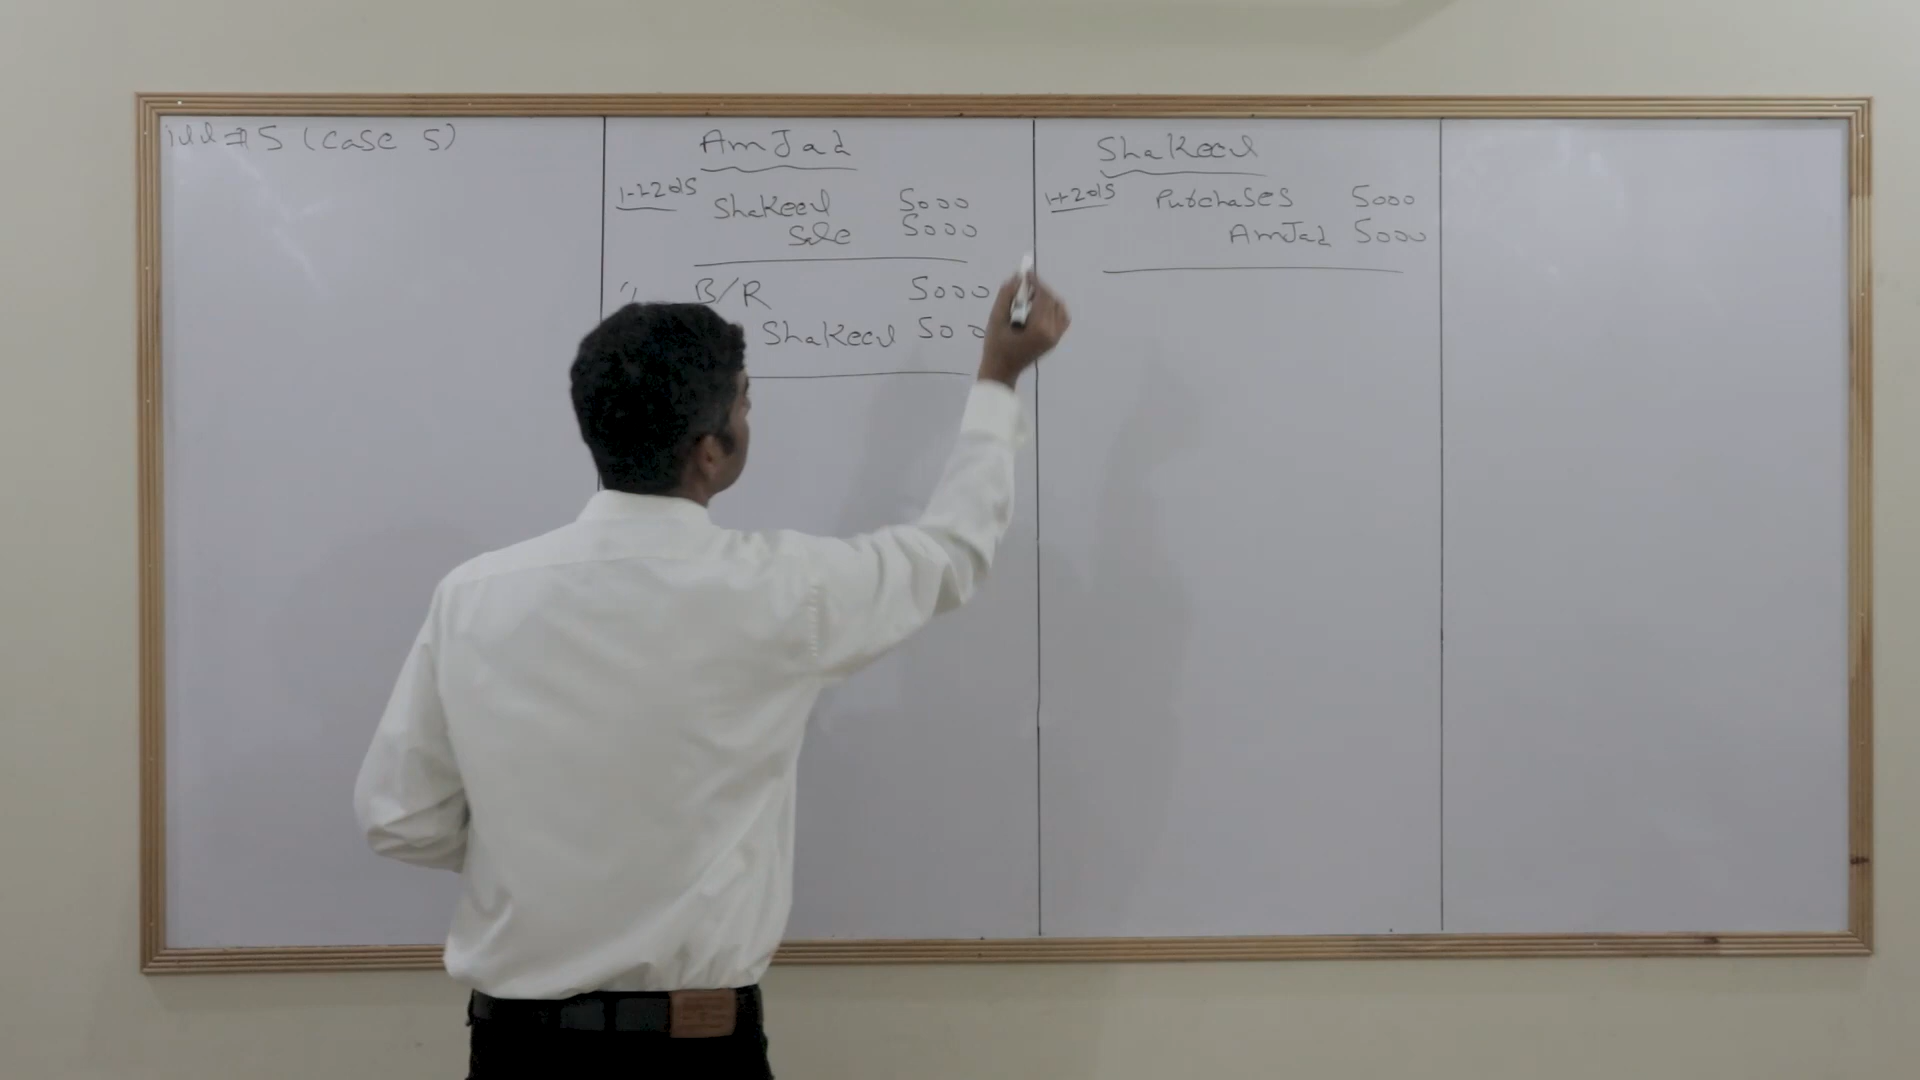 ill # 5 (Case 5)
AmJad
1-1-2015 Shakeel 5000
Sale 5000
" B/R 5000
Shakeel 500
Shakeel
1-1-2015 Purchases 5000
AmJad 5000